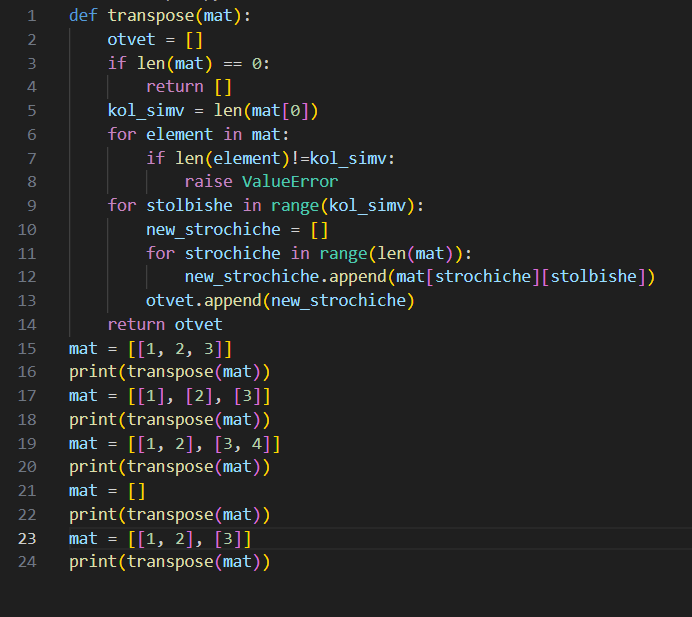 1 def transpose(mat):
2     otvet = []
3     if len(mat) == 0:
4         return []
5     kol_simv = len(mat[0])
6     for element in mat:
7         if len(element)!=kol_simv:
8             raise ValueError
9     for stolbishe in range(kol_simv):
10         new_strochiche = []
11         for strochiche in range(len(mat)):
12             new_strochiche.append(mat[strochiche][stolbishe])
13         otvet.append(new_strochiche)
14     return otvet
15 mat = [[1, 2, 3]]
16 print(transpose(mat))
17 mat = [[1], [2], [3]]
18 print(transpose(mat))
19 mat = [[1, 2], [3, 4]]
20 print(transpose(mat))
21 mat = []
22 print(transpose(mat))
23 mat = [[1, 2], [3]]
24 print(transpose(mat))